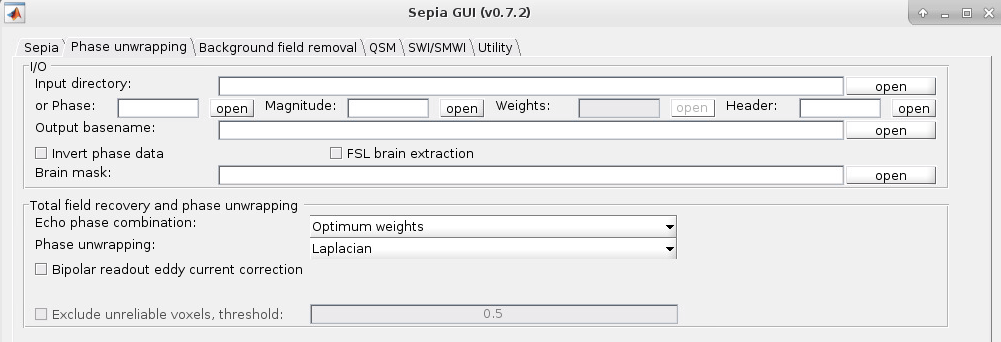 Sepia GUI (v0.7.2)
Sepia Phase unwrapping Background field removal QSM SWI/SMWI Utility
I/O
Input directory: open
or Phase: open Magnitude: open Weights: open Header: open
Output basename: open
Invert phase data FSL brain extraction
Brain mask: open
Total field recovery and phase unwrapping
Echo phase combination: Optimum weights
Phase unwrapping: Laplacian
Bipolar readout eddy current correction
Exclude unreliable voxels, threshold: 0.5